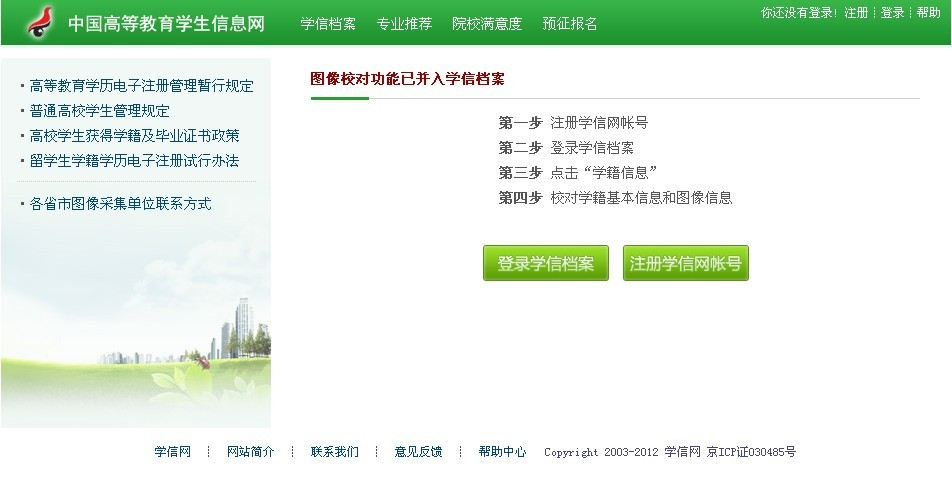 中国高等教育学生信息网 学信档案 专业推荐 院校满意度 预征报名 你还没有登录! 注册 ┊ 登录 ┊ 帮助
· 高等教育学历电子注册管理暂行规定
· 普通高校学生管理规定
· 高校学生获得学籍及毕业证书政策
· 留学生学籍学历电子注册试行办法
· 各省市图像采集单位联系方式
图像校对功能已并入学信档案
第一步 注册学信网帐号
第二步 登录学信档案
第三步 点击“学籍信息”
第四步 校对学籍基本信息和图像信息
登录学信档案 注册学信网帐号
学信网 ┊ 网站简介 ┊ 联系我们 ┊ 意见反馈 ┊ 帮助中心 Copyright 2003-2012 学信网 京ICP证030485号